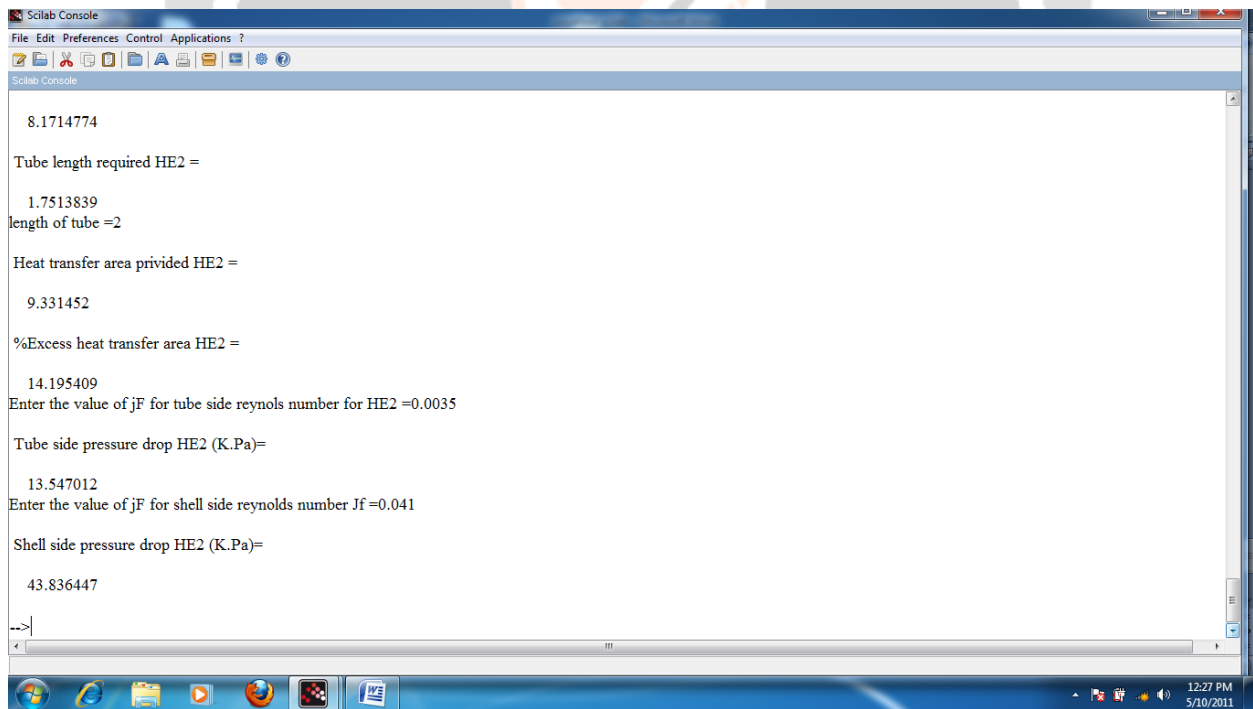 Scilab Console
File Edit Preferences Control Applications ?
Scilab Console
8.1714774
Tube length required HE2 =
1.7513839
length of tube =2
Heat transfer area privided HE2 =
9.331452
%Excess heat transfer area HE2 =
14.195409
Enter the value of jF for tube side reynols number for HE2 =0.0035
Tube side pressure drop HE2 (K.Pa)=
13.547012
Enter the value of jF for shell side reynolds number Jf =0.041
Shell side pressure drop HE2 (K.Pa)=
43.836447
-->
12:27 PM
5/10/2011